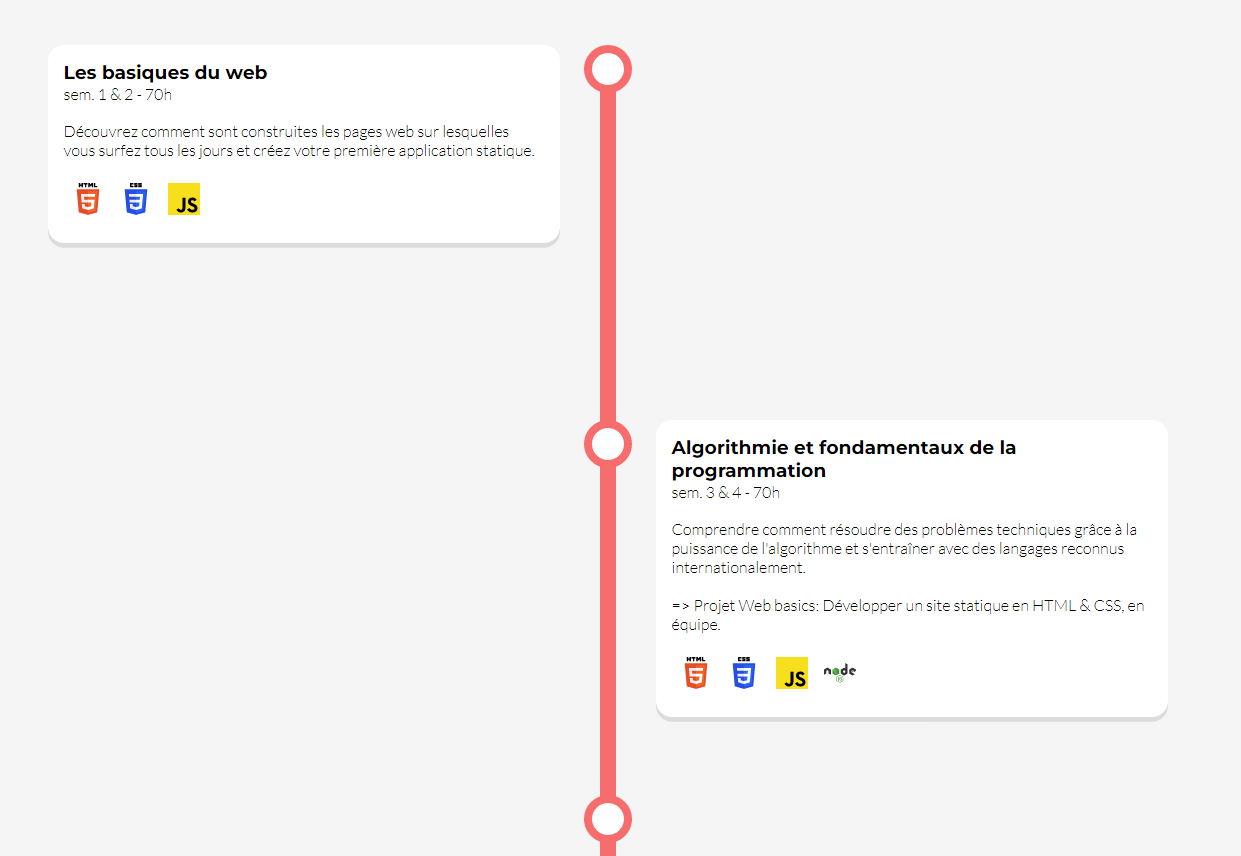 Les basiques du web
sem. 1 & 2 - 70h
Découvrez comment sont construites les pages web sur lesquelles
vous surfez tous les jours et créez votre première application statique.
HTML CSS
5 3 JS
Algorithmie et fondamentaux de la
programmation
sem. 3 & 4 - 70h
Comprendre comment résoudre des problèmes techniques grâce à la
puissance de l'algorithme et s'entraîner avec des langages reconnus
internationalement.
=> Projet Web basics: Développer un site statique en HTML & CSS, en
équipe.
HTML CSS
5 3 JS node